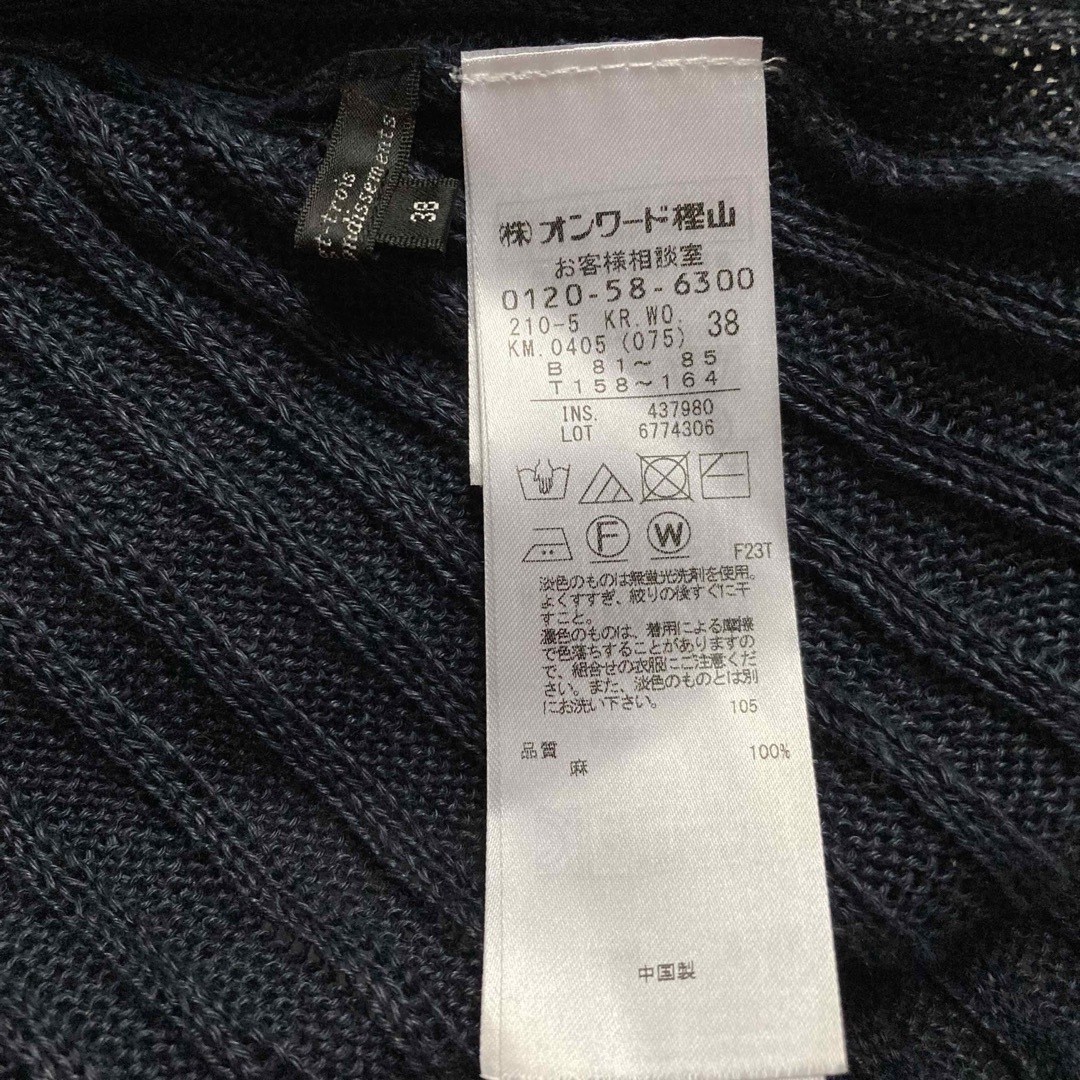 t-trois
ndissements
38
(株)オンワード樫山
お客様相談室
0120-58-6300
210-5 KR.WO. 38
KM.0405(075)
B 81～ 85
T158～164
INS. 437980
LOT 6774306
F W
F23T
淡色のものは無蛍光洗剤を使用。
よくすすぎ、絞りの後すぐに干
すこと。
濃色のものは、着用による摩擦
で色落ちすることがありますの
で、組合せの衣服にご注意くだ
さい。また、淡色のものとは別
にお洗い下さい。 105
品質 100%
麻
中国製